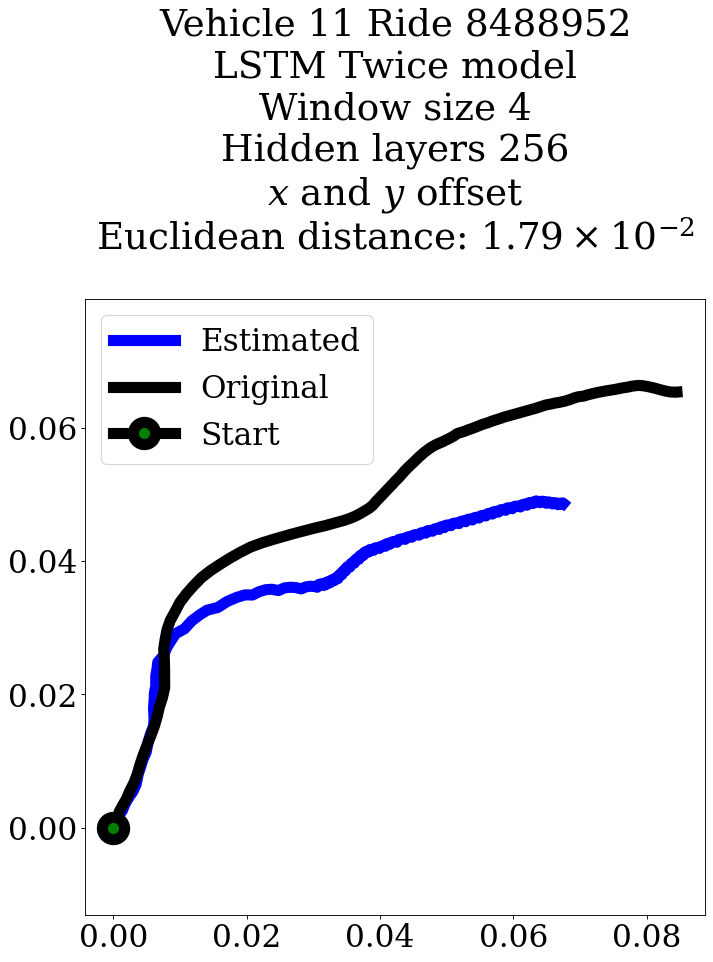 Vehicle 11 Ride 8488952
LSTM Twice model
Window size 4
Hidden layers 256
x and y offset
Euclidean distance: 1.79 × 10⁻²
Estimated
Original
Start
0.06
0.04
0.02
0.00
0.00 0.02 0.04 0.06 0.08